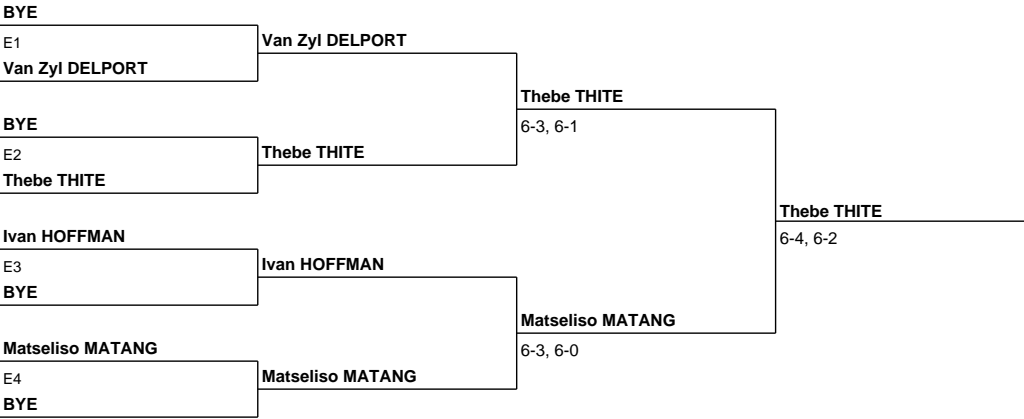 BYE
E1
Van Zyl DELPORT
BYE
E2
Thebe THITE
Ivan HOFFMAN
E3
BYE
Matseliso MATANG
E4
BYE
Van Zyl DELPORT
Thebe THITE
Ivan HOFFMAN
Matseliso MATANG
Thebe THITE
6-3, 6-1
Matseliso MATANG
6-3, 6-0
Thebe THITE
6-4, 6-2